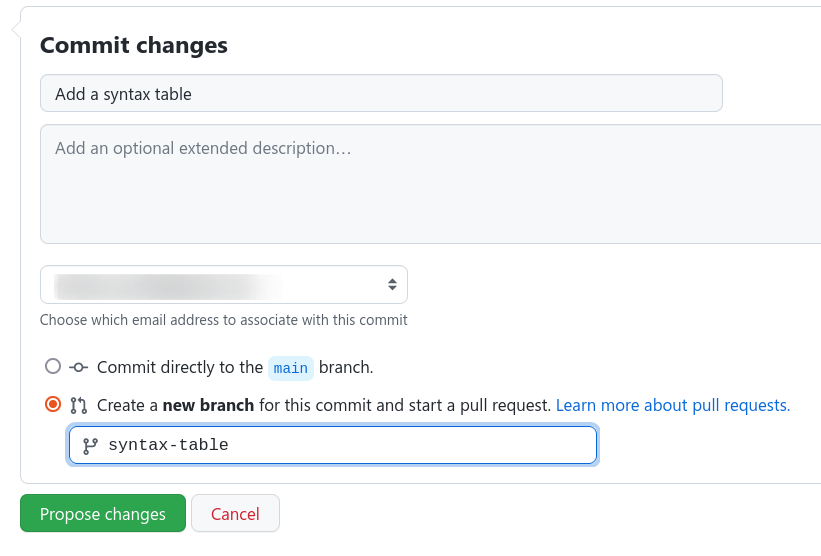 Commit changes
Add a syntax table
Add an optional extended description…
Choose which email address to associate with this commit
Commit directly to the main branch.
Create a new branch for this commit and start a pull request. Learn more about pull requests.
syntax-table
Propose changes Cancel